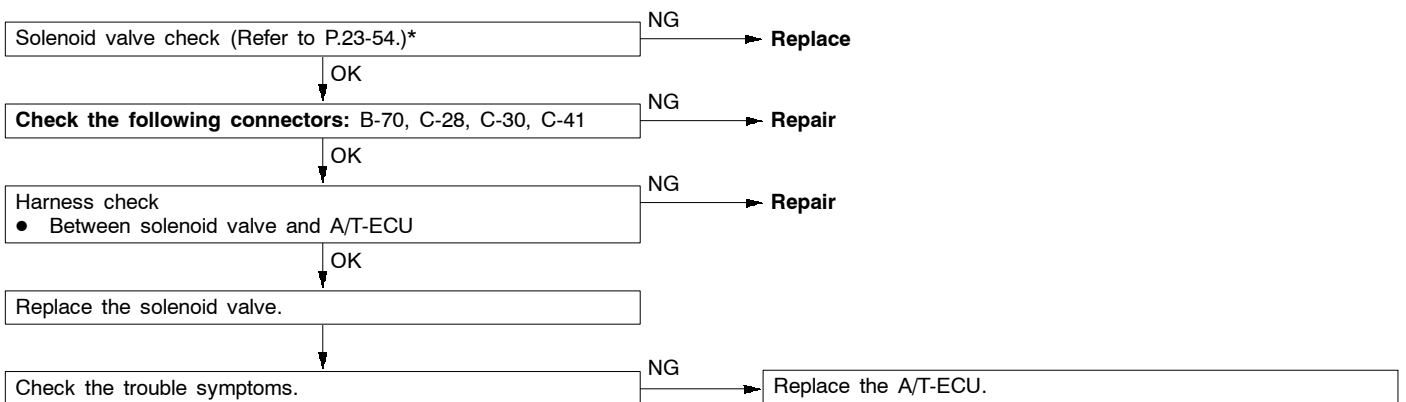 Solenoid valve check (Refer to P.23-54.)*
NG
Replace
OK
Check the following connectors: B-70, C-28, C-30, C-41
NG
Repair
OK
Harness check
● Between solenoid valve and A/T-ECU
NG
Repair
OK
Replace the solenoid valve.
Check the trouble symptoms.
NG
Replace the A/T-ECU.